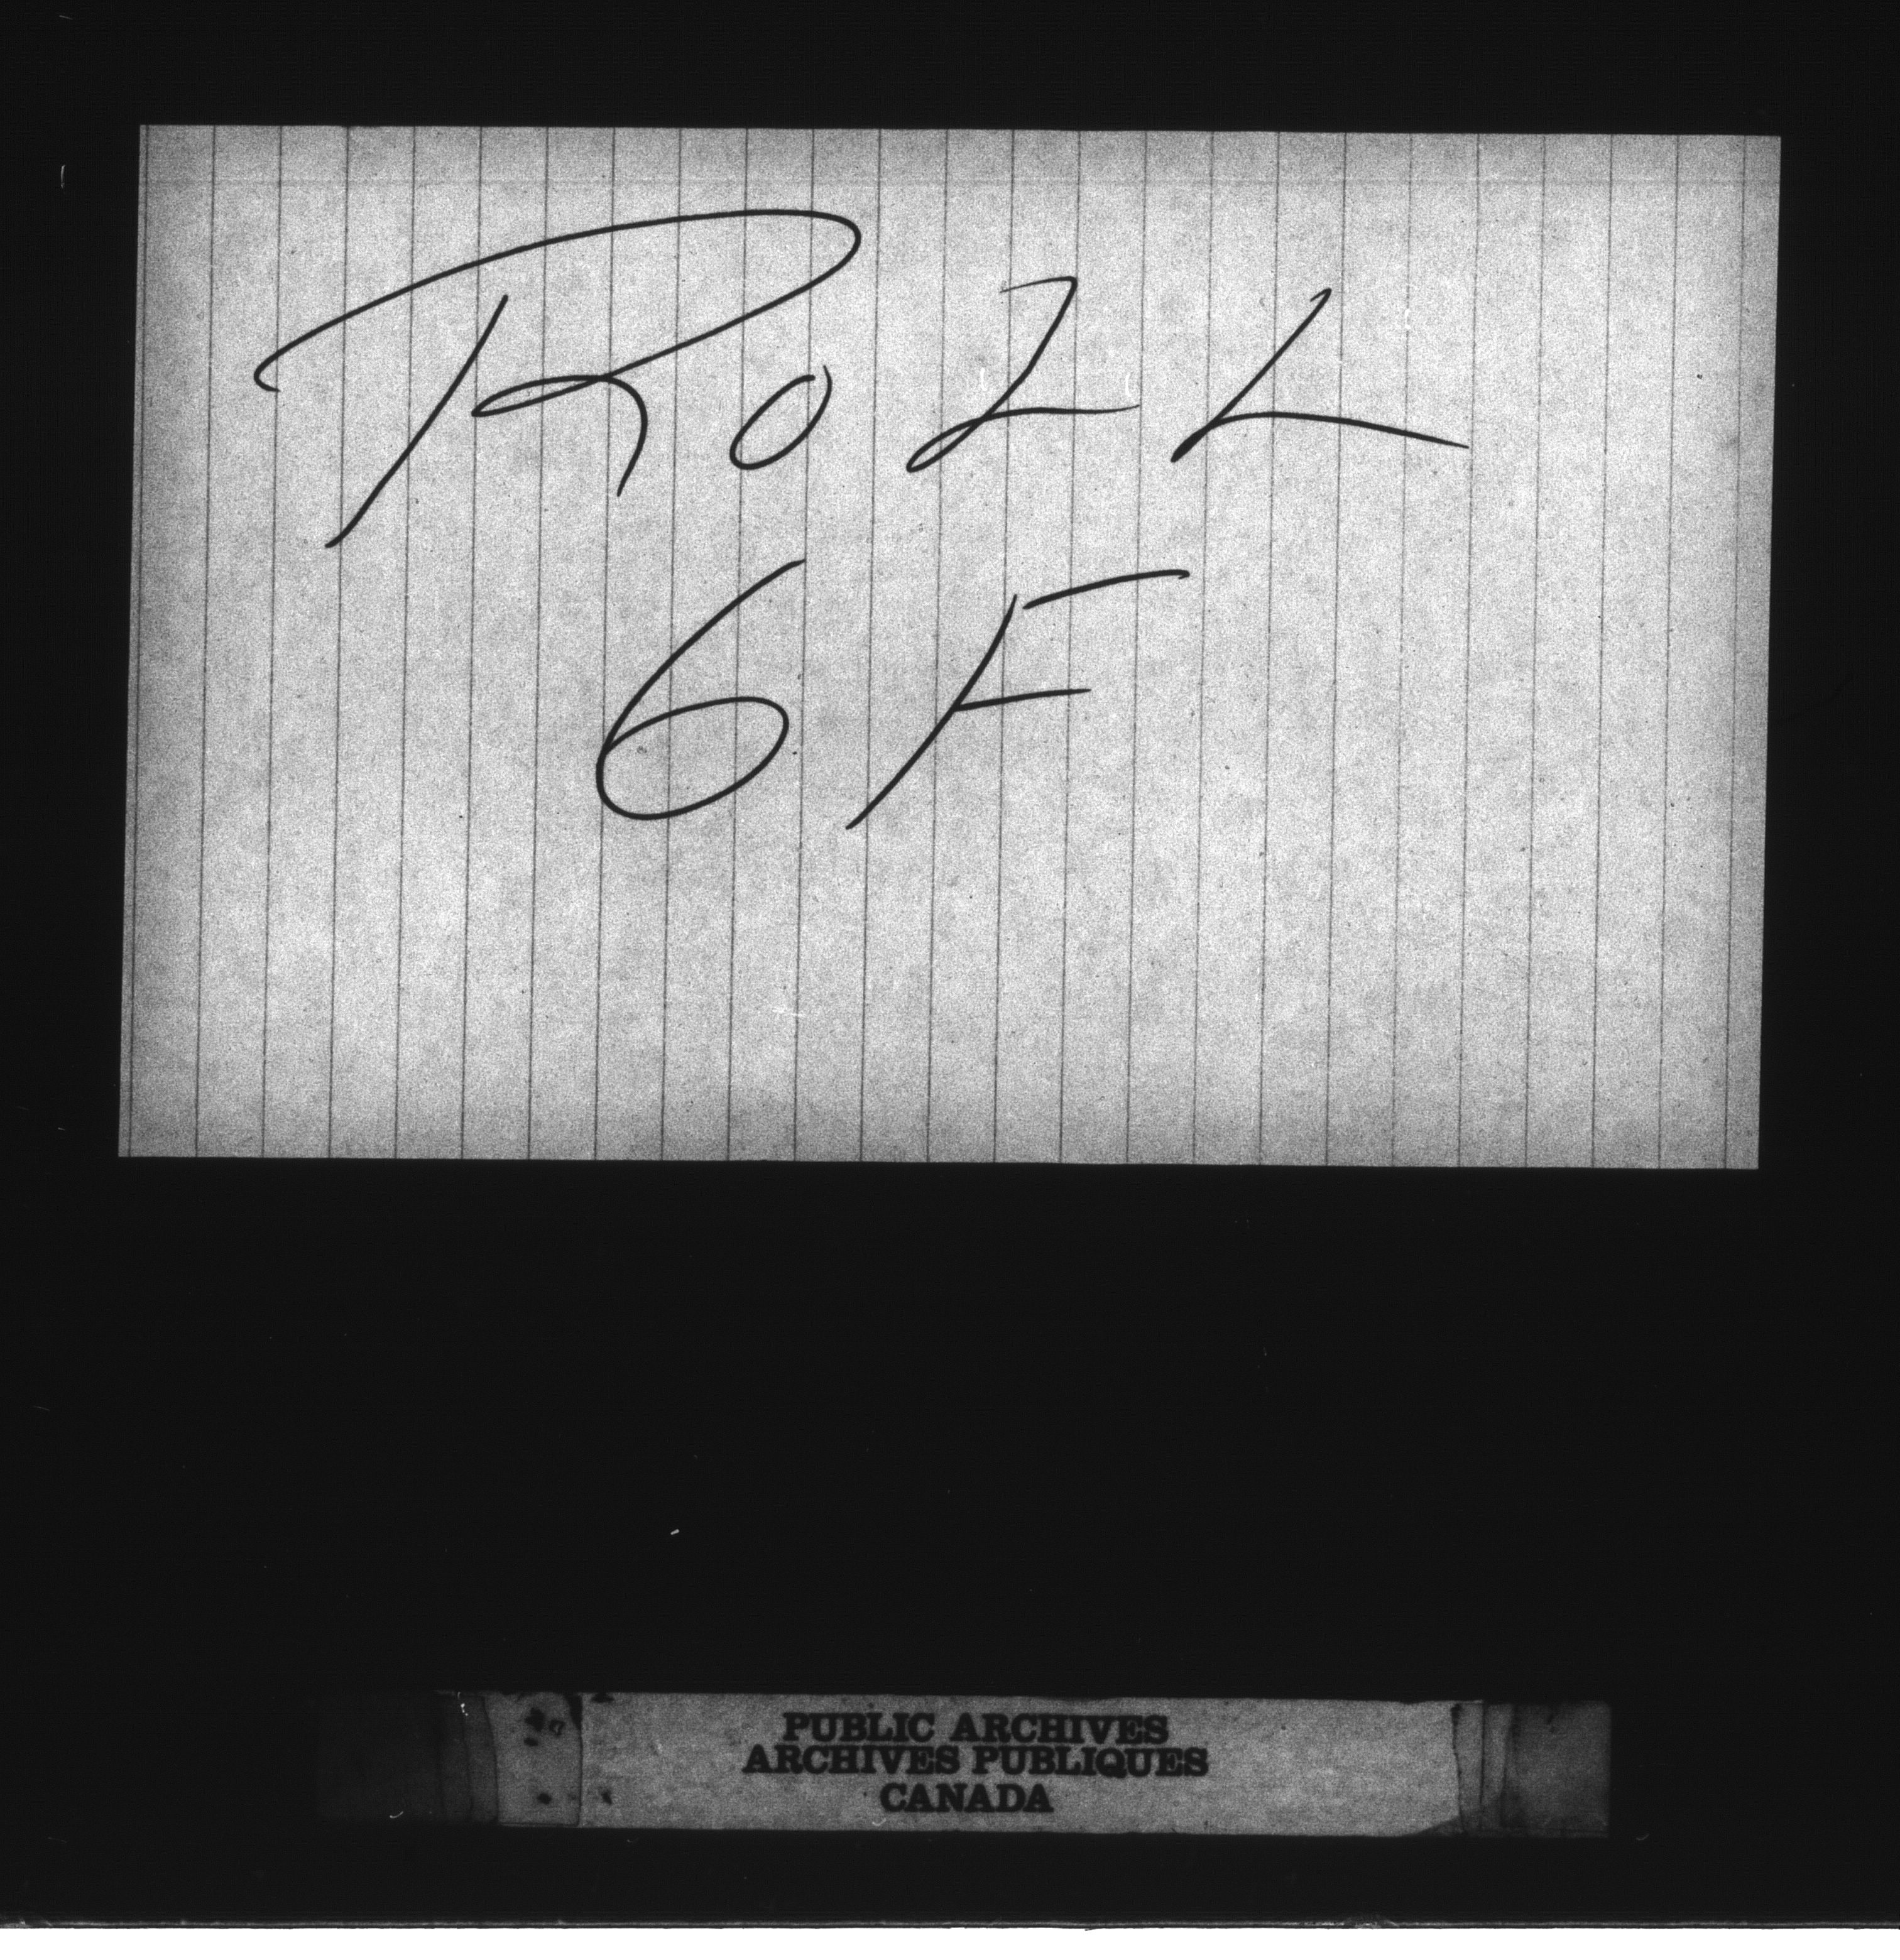 ROLL
6F
PUBLIC ARCHIVES
ARCHIVES PUBLIQUES
CANADA